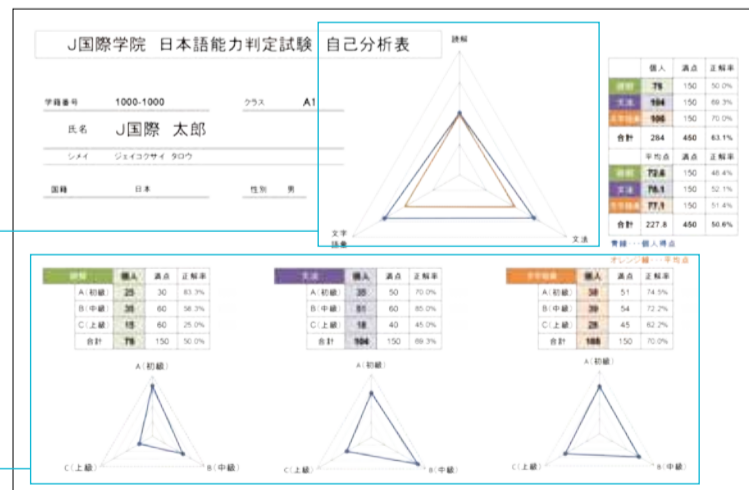 J国際学院 日本語能力判定試験 自己分析表
学籍番号 1000-1000 クラス A1
氏名 J国際 太郎
シメイ ジェイコクサイ タロウ
国籍 日本 性別 男
読解
文字
語彙
文法
個人 満点 正解率
読解 75 150 50.0%
文法 104 150 69.3%
文字語彙 105 150 70.0%
合計 284 450 63.1%
平均点 満点 正解率
読解 72.6 150 48.4%
文法 78.1 150 52.1%
文字語彙 77.1 150 51.4%
合計 227.8 450 50.6%
青線・・・個人得点
オレンジ線・・・平均点
読解 個人 満点 正解率
A(初級) 25 30 83.3%
B(中級) 35 60 58.3%
C(上級) 15 60 25.0%
合計 75 150 50.0%
A(初級)
C(上級)
B(中級)
文法 個人 満点 正解率
A(初級) 35 50 70.0%
B(中級) 51 60 85.0%
C(上級) 18 40 45.0%
合計 104 150 69.3%
A(初級)
C(上級)
B(中級)
文字語彙 個人 満点 正解率
A(初級) 38 51 74.5%
B(中級) 39 54 72.2%
C(上級) 28 45 62.2%
合計 105 150 70.0%
A(初級)
C(上級)
B(中級)